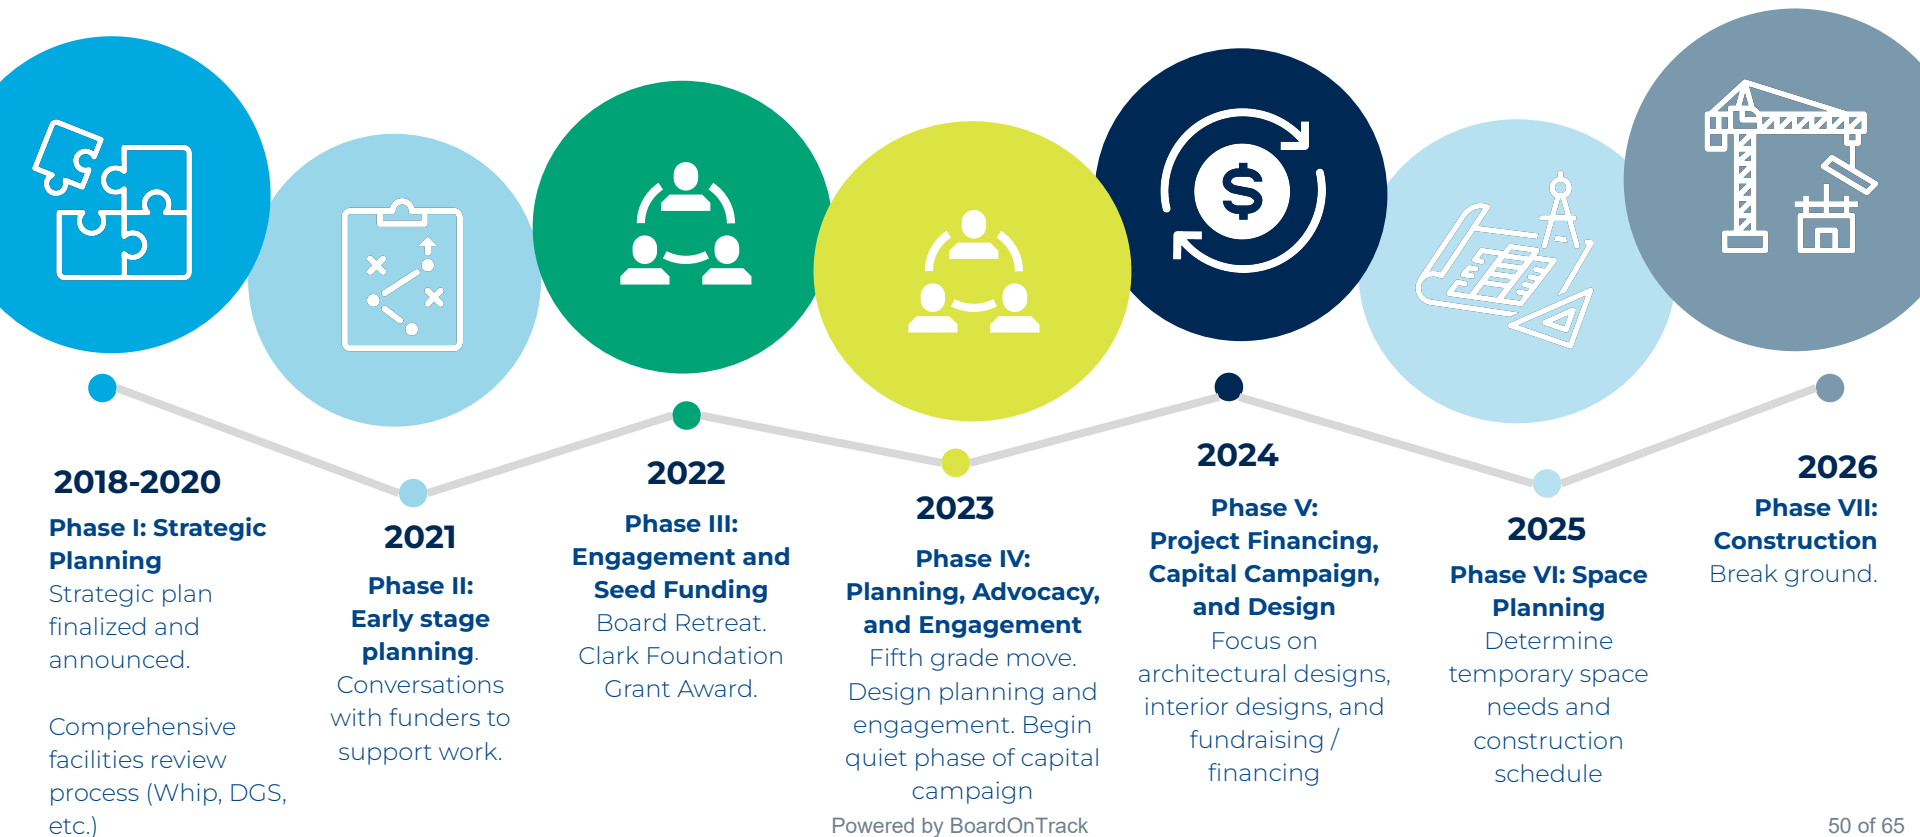 2018-2020
Phase I: Strategic
Planning
Strategic plan
finalized and
announced.
Comprehensive
facilities review
process (Whip, DGS,
etc.)
2021
Phase II:
Early stage
planning.
Conversations
with funders to
support work.
2022
Phase III:
Engagement and
Seed Funding
Board Retreat.
Clark Foundation
Grant Award.
2023
Phase IV:
Planning, Advocacy,
and Engagement
Fifth grade move.
Design planning and
engagement. Begin
quiet phase of capital
campaign
$
2024
Phase V:
Project Financing,
Capital Campaign,
and Design
Focus on
architectural designs,
interior designs, and
fundraising /
financing
2025
Phase VI: Space
Planning
Determine
temporary space
needs and
construction
schedule
2026
Phase VII:
Construction
Break ground.
Powered by BoardOnTrack
50 of 65